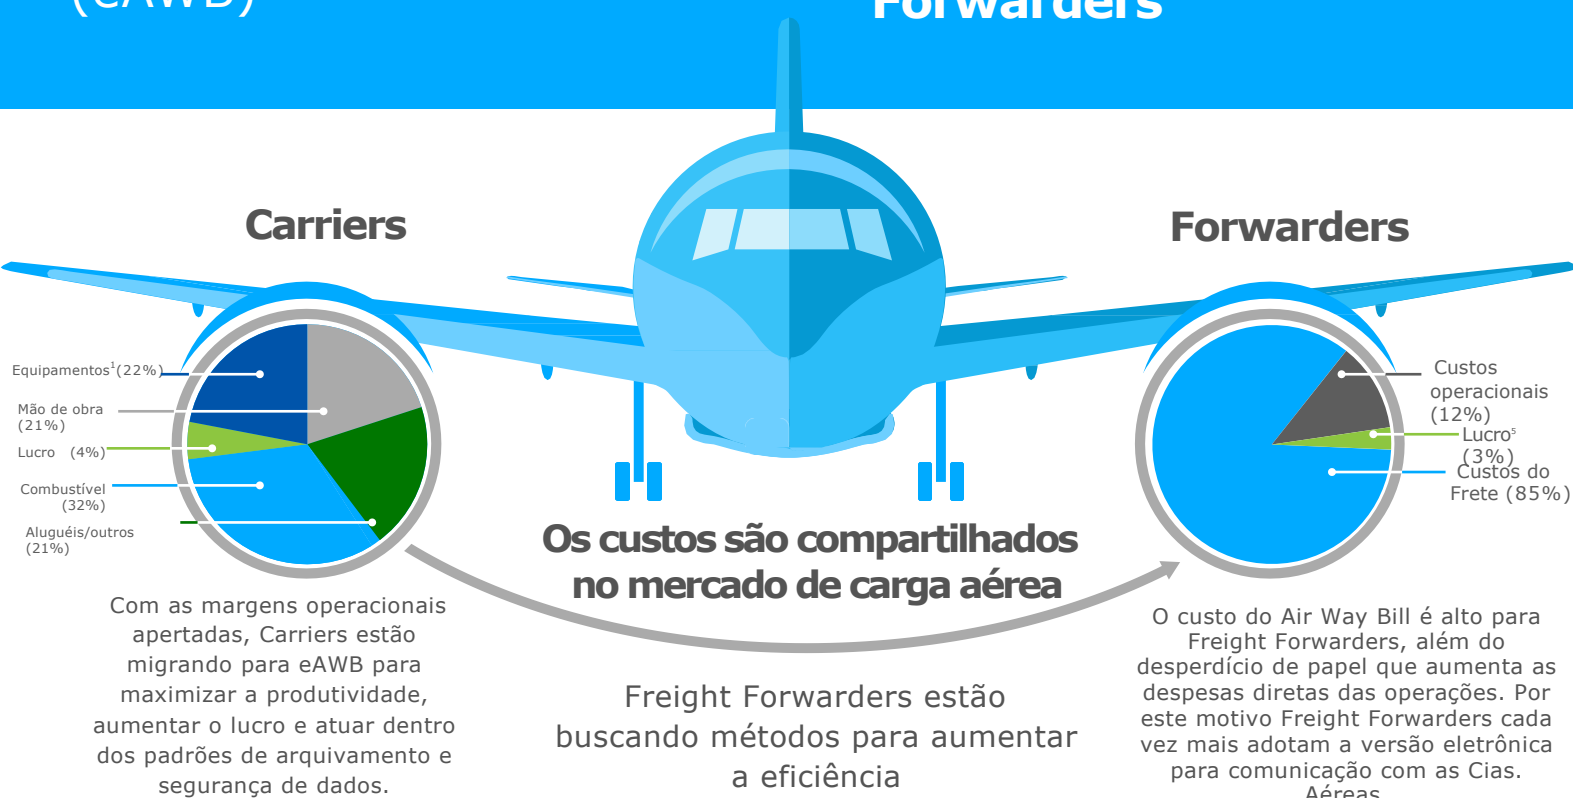 (eAWB)
Forwarders
Carriers
Forwarders
Equipamentos¹(22%)
Mão de obra
(21%)
Lucro (4%)
Combustível
(32%)
Aluguéis/outros
(21%)
Custos
operacionais
(12%)
Lucro⁵
(3%)
Custos do
Frete (85%)
Os custos são compartilhados
no mercado de carga aérea
Com as margens operacionais
apertadas, Carriers estão
migrando para eAWB para
maximizar a produtividade,
aumentar o lucro e atuar dentro
dos padrões de arquivamento e
segurança de dados.
Freight Forwarders estão
buscando métodos para aumentar
a eficiência
O custo do Air Way Bill é alto para
Freight Forwarders, além do
desperdício de papel que aumenta as
despesas diretas das operações. Por
este motivo Freight Forwarders cada
vez mais adotam a versão eletrônica
para comunicação com as Cias.
Aéreas